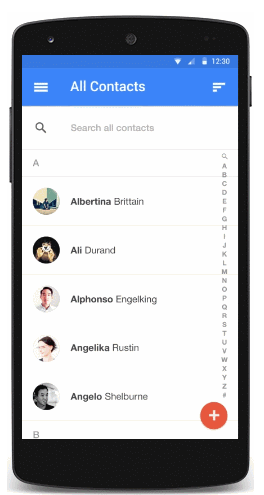 12:30
All Contacts
Search all contacts
A
Albertina Brittain
Ali Durand
Alphonso Engelking
Angelika Rustin
Angelo Shelburne
B
A
B
C
D
E
F
G
H
I
J
K
L
M
N
O
P
Q
R
S
T
U
V
W
X
Y
Z
#